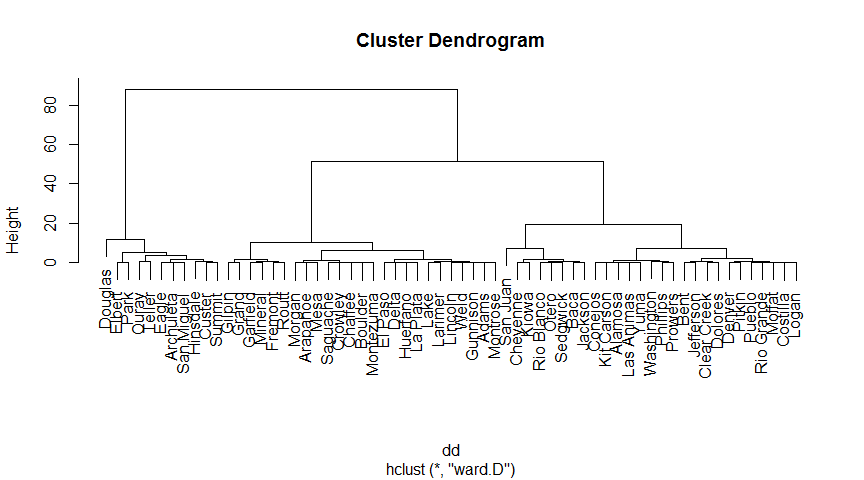 Cluster Dendrogram
Height
0
20
40
60
80
Douglas
Elbert
Park
Ouray
Teller
Eagle
Archuleta
San Miguel
Hinsdale
Custer
Summit
Gilpin
Grand
Garfield
Mineral
Fremont
Routt
Morgan
Arapahoe
Mesa
Saguache
Crowley
Chaffee
Boulder
Montezuma
El Paso
Delta
Huerfano
La Plata
Lake
Larimer
Lincoln
Weld
Gunnison
Adams
Montrose
San Juan
Cheyenne
Kiowa
Rio Blanco
Otero
Sedgwick
Baca
Jackson
Conejos
Kit Carson
Alamosa
Las Animas
Yuma
Washington
Phillips
Prowers
Bent
Jefferson
Clear Creek
Dolores
Denver
Pitkin
Pueblo
Rio Grande
Moffat
Costilla
Logan
dd
hclust (*, "ward.D")